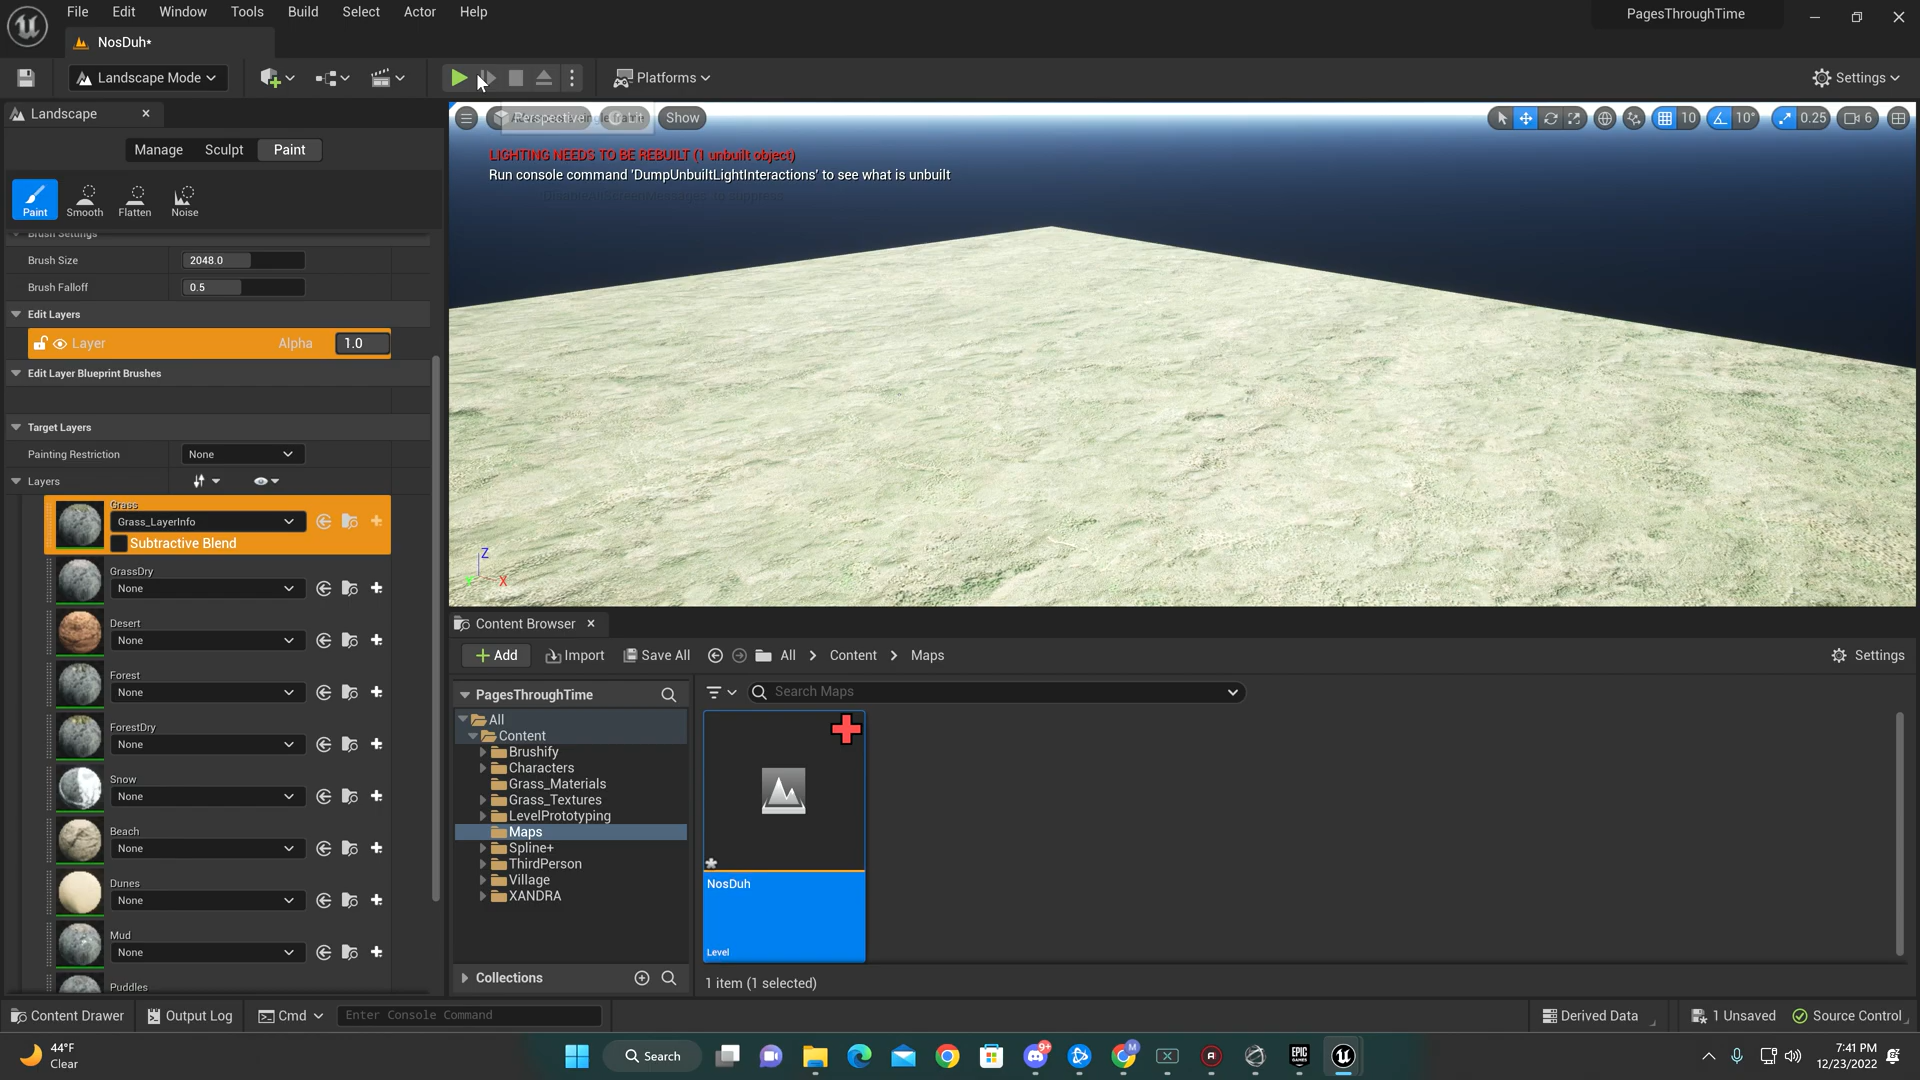 File Edit Window Tools Build Select Actor Help
PagesThroughTime
NosDuh*
Landscape Mode
Platforms
Settings
Landscape
Manage Sculpt Paint
Paint Smooth Flatten Noise
Brush Settings
Brush Size 2048.0
Brush Falloff 0.5
Edit Layers
Layer Alpha 1.0
Edit Layer Blueprint Brushes
Target Layers
Painting Restriction None
Layers
Grass
Grass_LayerInfo
Subtractive Blend
GrassDry
None
Desert
None
Forest
None
ForestDry
None
Snow
None
Beach
None
Dunes
None
Mud
None
Puddles
Perspective Lit Show
10 10° 0.25 6
LIGHTING NEEDS TO BE REBUILT (1 unbuilt object)
Run console command 'DumpUnbuiltLightInteractions' to see what is unbuilt
Z
X
Content Browser
Add Import Save All All Content Maps Settings
PagesThroughTime
Search Maps
All
Content
Brushify
Characters
Grass_Materials
Grass_Textures
LevelPrototyping
Maps
Spline+
ThirdPerson
Village
XANDRA
NosDuh
Level
Collections
1 item (1 selected)
Content Drawer Output Log Cmd Enter Console Command
Derived Data 1 Unsaved Source Control
44°F
Clear
Search
9+
M
EPIC
GAMES
7:41 PM
12/23/2022